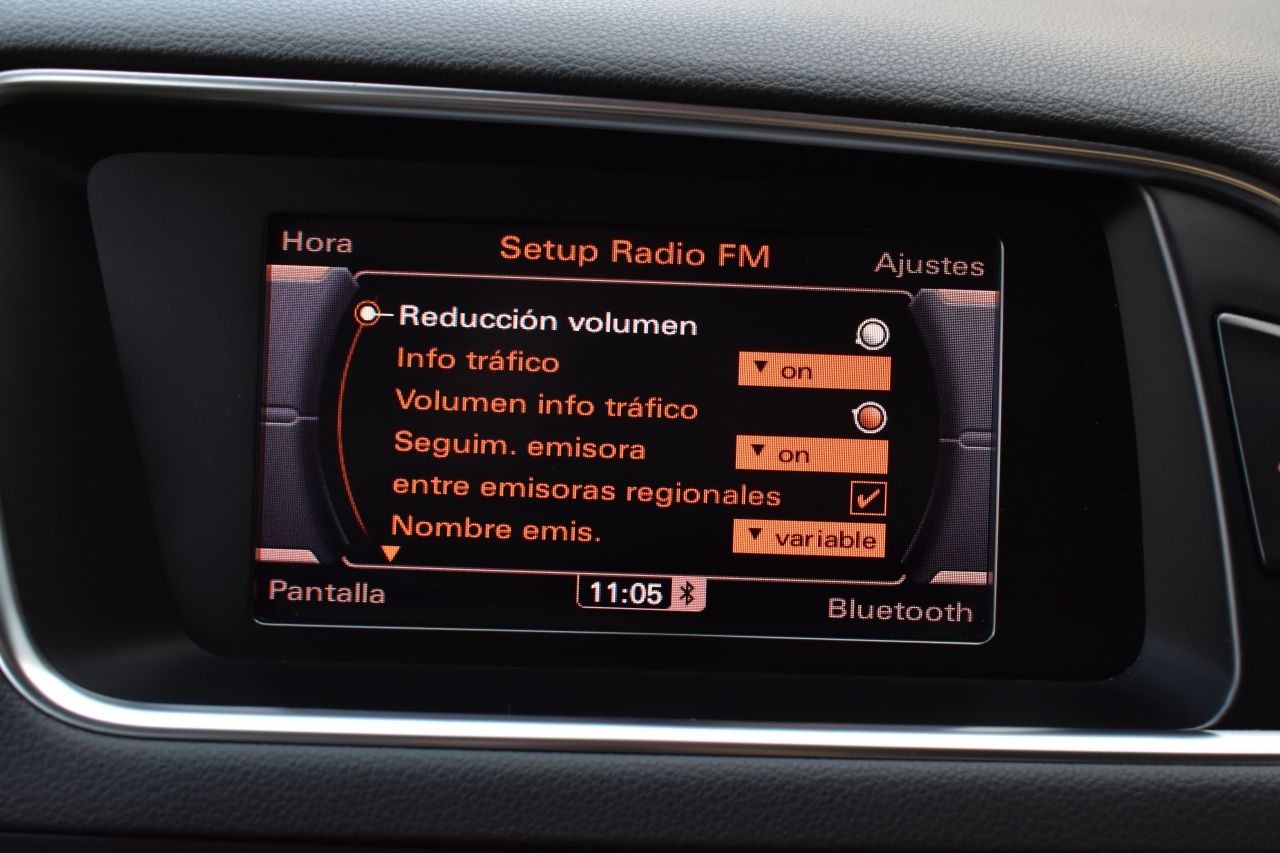 Hora
Setup Radio FM
Ajustes
Reducción volumen
Info tráfico
on
Volumen info tráfico
Seguim. emisora
on
entre emisoras regionales
Nombre emis.
variable
Pantalla
11:05
Bluetooth